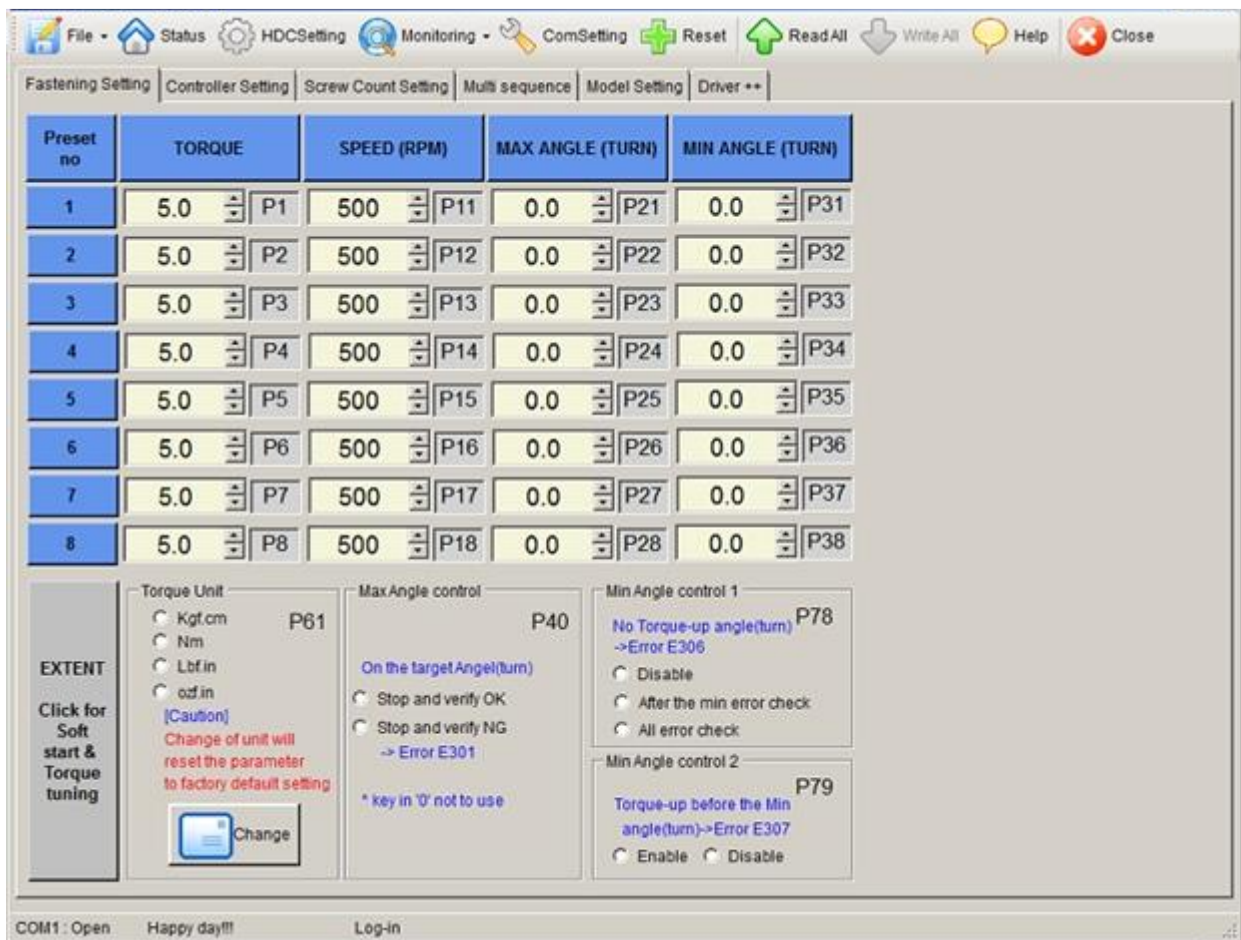 File Status HDCSetting Monitoring ComSetting Reset Read All Write All Help Close
Fastening Setting Controller Setting Screw Count Setting Multi sequence Model Setting Driver ++
Preset no TORQUE SPEED (RPM) MAX ANGLE (TURN) MIN ANGLE (TURN)
1 5.0 P1 500 P11 0.0 P21 0.0 P31
2 5.0 P2 500 P12 0.0 P22 0.0 P32
3 5.0 P3 500 P13 0.0 P23 0.0 P33
4 5.0 P4 500 P14 0.0 P24 0.0 P34
5 5.0 P5 500 P15 0.0 P25 0.0 P35
6 5.0 P6 500 P16 0.0 P26 0.0 P36
7 5.0 P7 500 P17 0.0 P27 0.0 P37
8 5.0 P8 500 P18 0.0 P28 0.0 P38
EXTENT
Click for
Soft
start &
Torque
tuning
Torque Unit
Kgf.cm P61
Nm
Lbf.in
ozf.in
[Caution]
Change of unit will
reset the parameter
to factory default setting
Change
Max Angle control
P40
On the target Angel(turn)
Stop and verify OK
Stop and verify NG
-> Error E301
* key in '0' not to use
Min Angle control 1
P78
No Torque-up angle(turn)
->Error E306
Disable
After the min error check
All error check
Min Angle control 2
P79
Torque-up before the Min
angle(turn)->Error E307
Enable Disable
COM1 : Open Happy day!!! Log-in